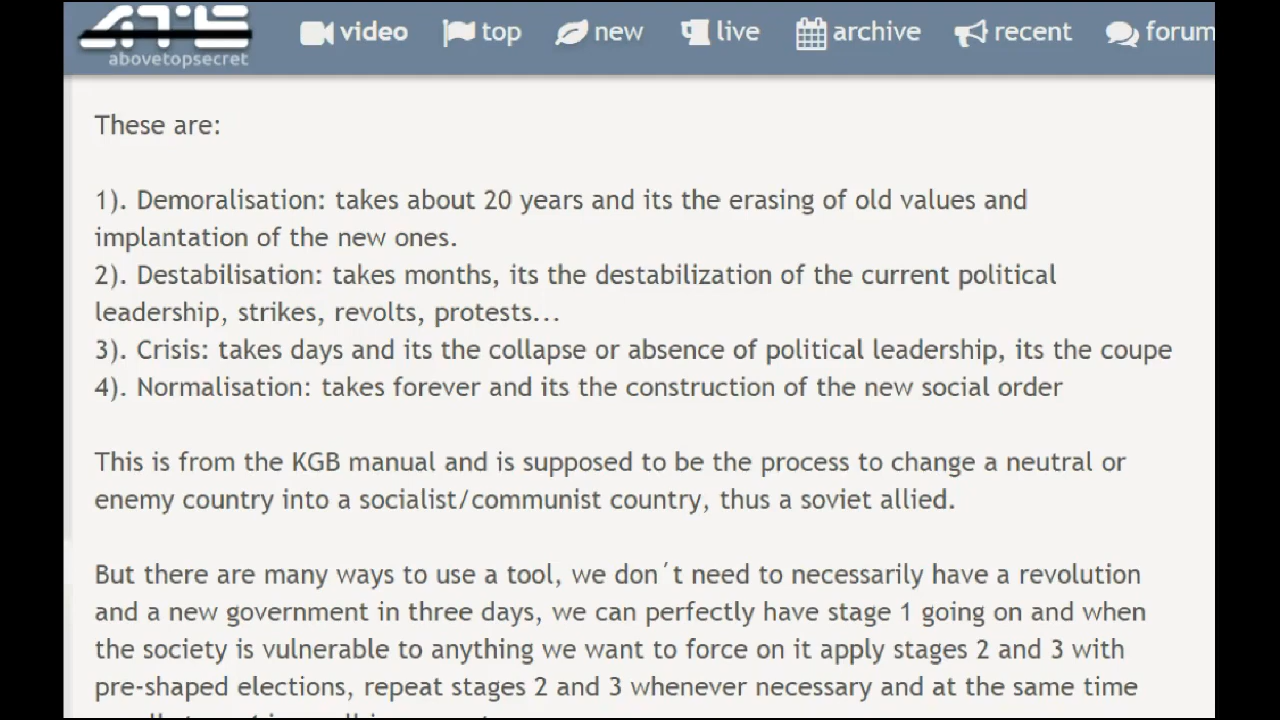 ATS
abovetopsecret
video top new live archive recent forum
These are:
1). Demoralisation: takes about 20 years and its the erasing of old values and
implantation of the new ones.
2). Destabilisation: takes months, its the destabilization of the current political
leadership, strikes, revolts, protests...
3). Crisis: takes days and its the collapse or absence of political leadership, its the coupe
4). Normalisation: takes forever and its the construction of the new social order
This is from the KGB manual and is supposed to be the process to change a neutral or
enemy country into a socialist/communist country, thus a soviet allied.
But there are many ways to use a tool, we don´t need to necessarily have a revolution
and a new government in three days, we can perfectly have stage 1 going on and when
the society is vulnerable to anything we want to force on it apply stages 2 and 3 with
pre-shaped elections, repeat stages 2 and 3 whenever necessary and at the same time